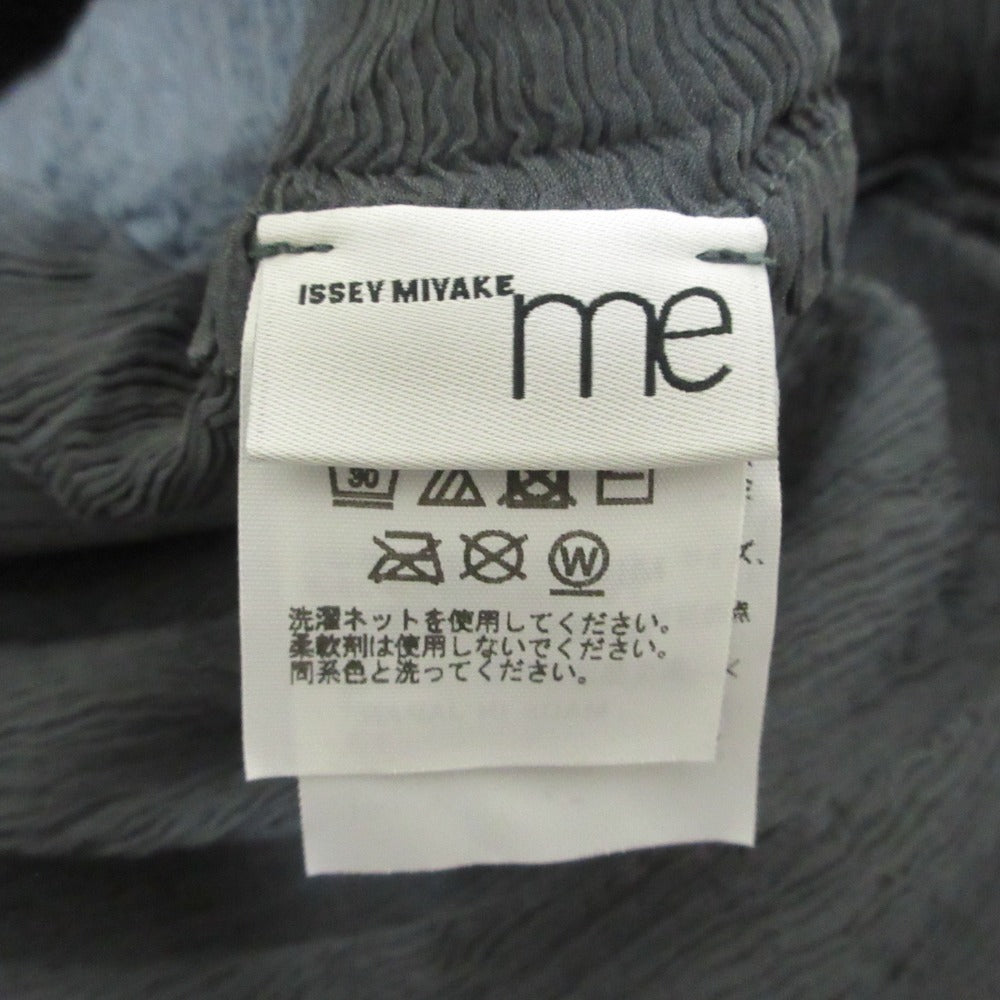 ISSEY MIYAKE me
30
W
洗濯ネットを使用してください。
柔軟剤は使用しないでください。
同系色と洗ってください。